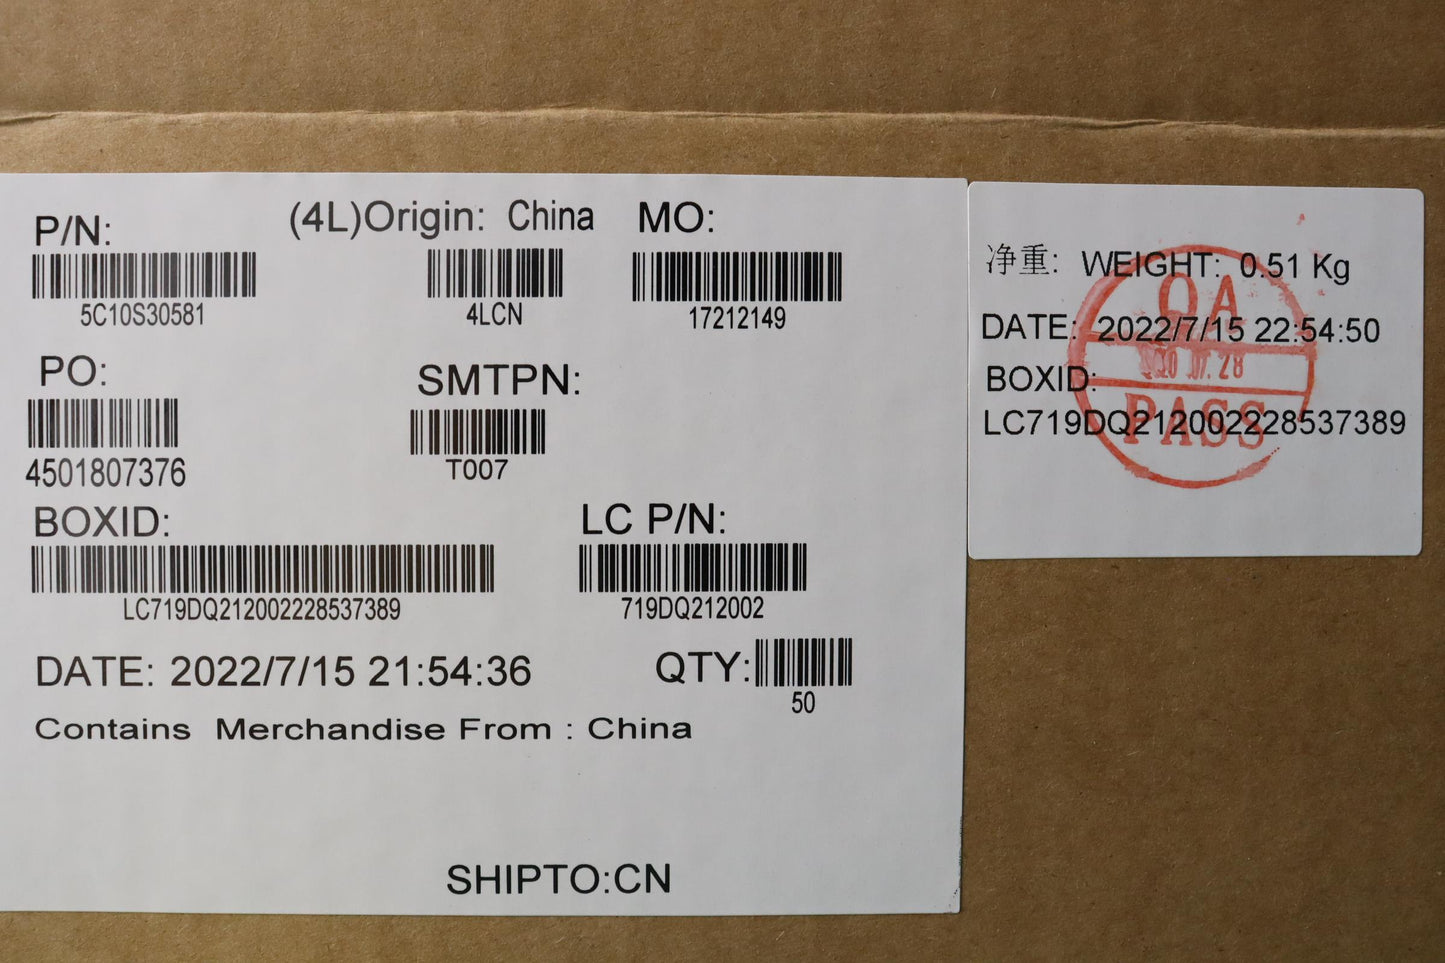 P/N:
5C10S30581
(4L)Origin: China
4LCN
MO:
17212149
PO:
4501807376
SMTPN:
T007
BOXID:
LC719DQ212002228537389
LC P/N:
719DQ212002
DATE: 2022/7/15 21:54:36
QTY:
50
Contains Merchandise From : China
SHIPTO:CN
净重: WEIGHT: 0.51 Kg
DATE: 2022/7/15 22:54:50
BOXID:
LC719DQ212002228537389
QA
PASS